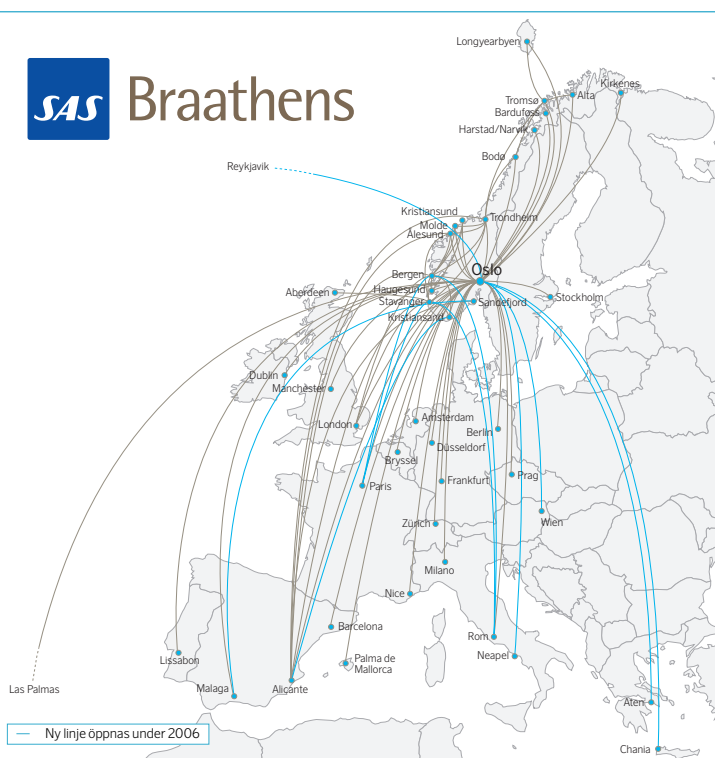 Longyearbyen
SAS Braathens
Kirkenes
Tromsø
Alta
Bardufoss
Harstad/Narvik
Bodø
Reykjavik
Kristiansund
Trondheim
Molde
Ålesund
Oslo
Bergen
Haugesund
Aberdeen
Stavanger
Sandefjord
Stockholm
Kristiansand
Dublin
Manchester
Amsterdam
London
Berlin
Düsseldorf
Bryssel
Prag
Frankfurt
Paris
Wien
Zürich
Milano
Nice
Barcelona
Rom
Lissabon
Palma de
Mallorca
Neapel
Las Palmas
Malaga
Alicante
Aten
Ny linje öppnas under 2006
Chania